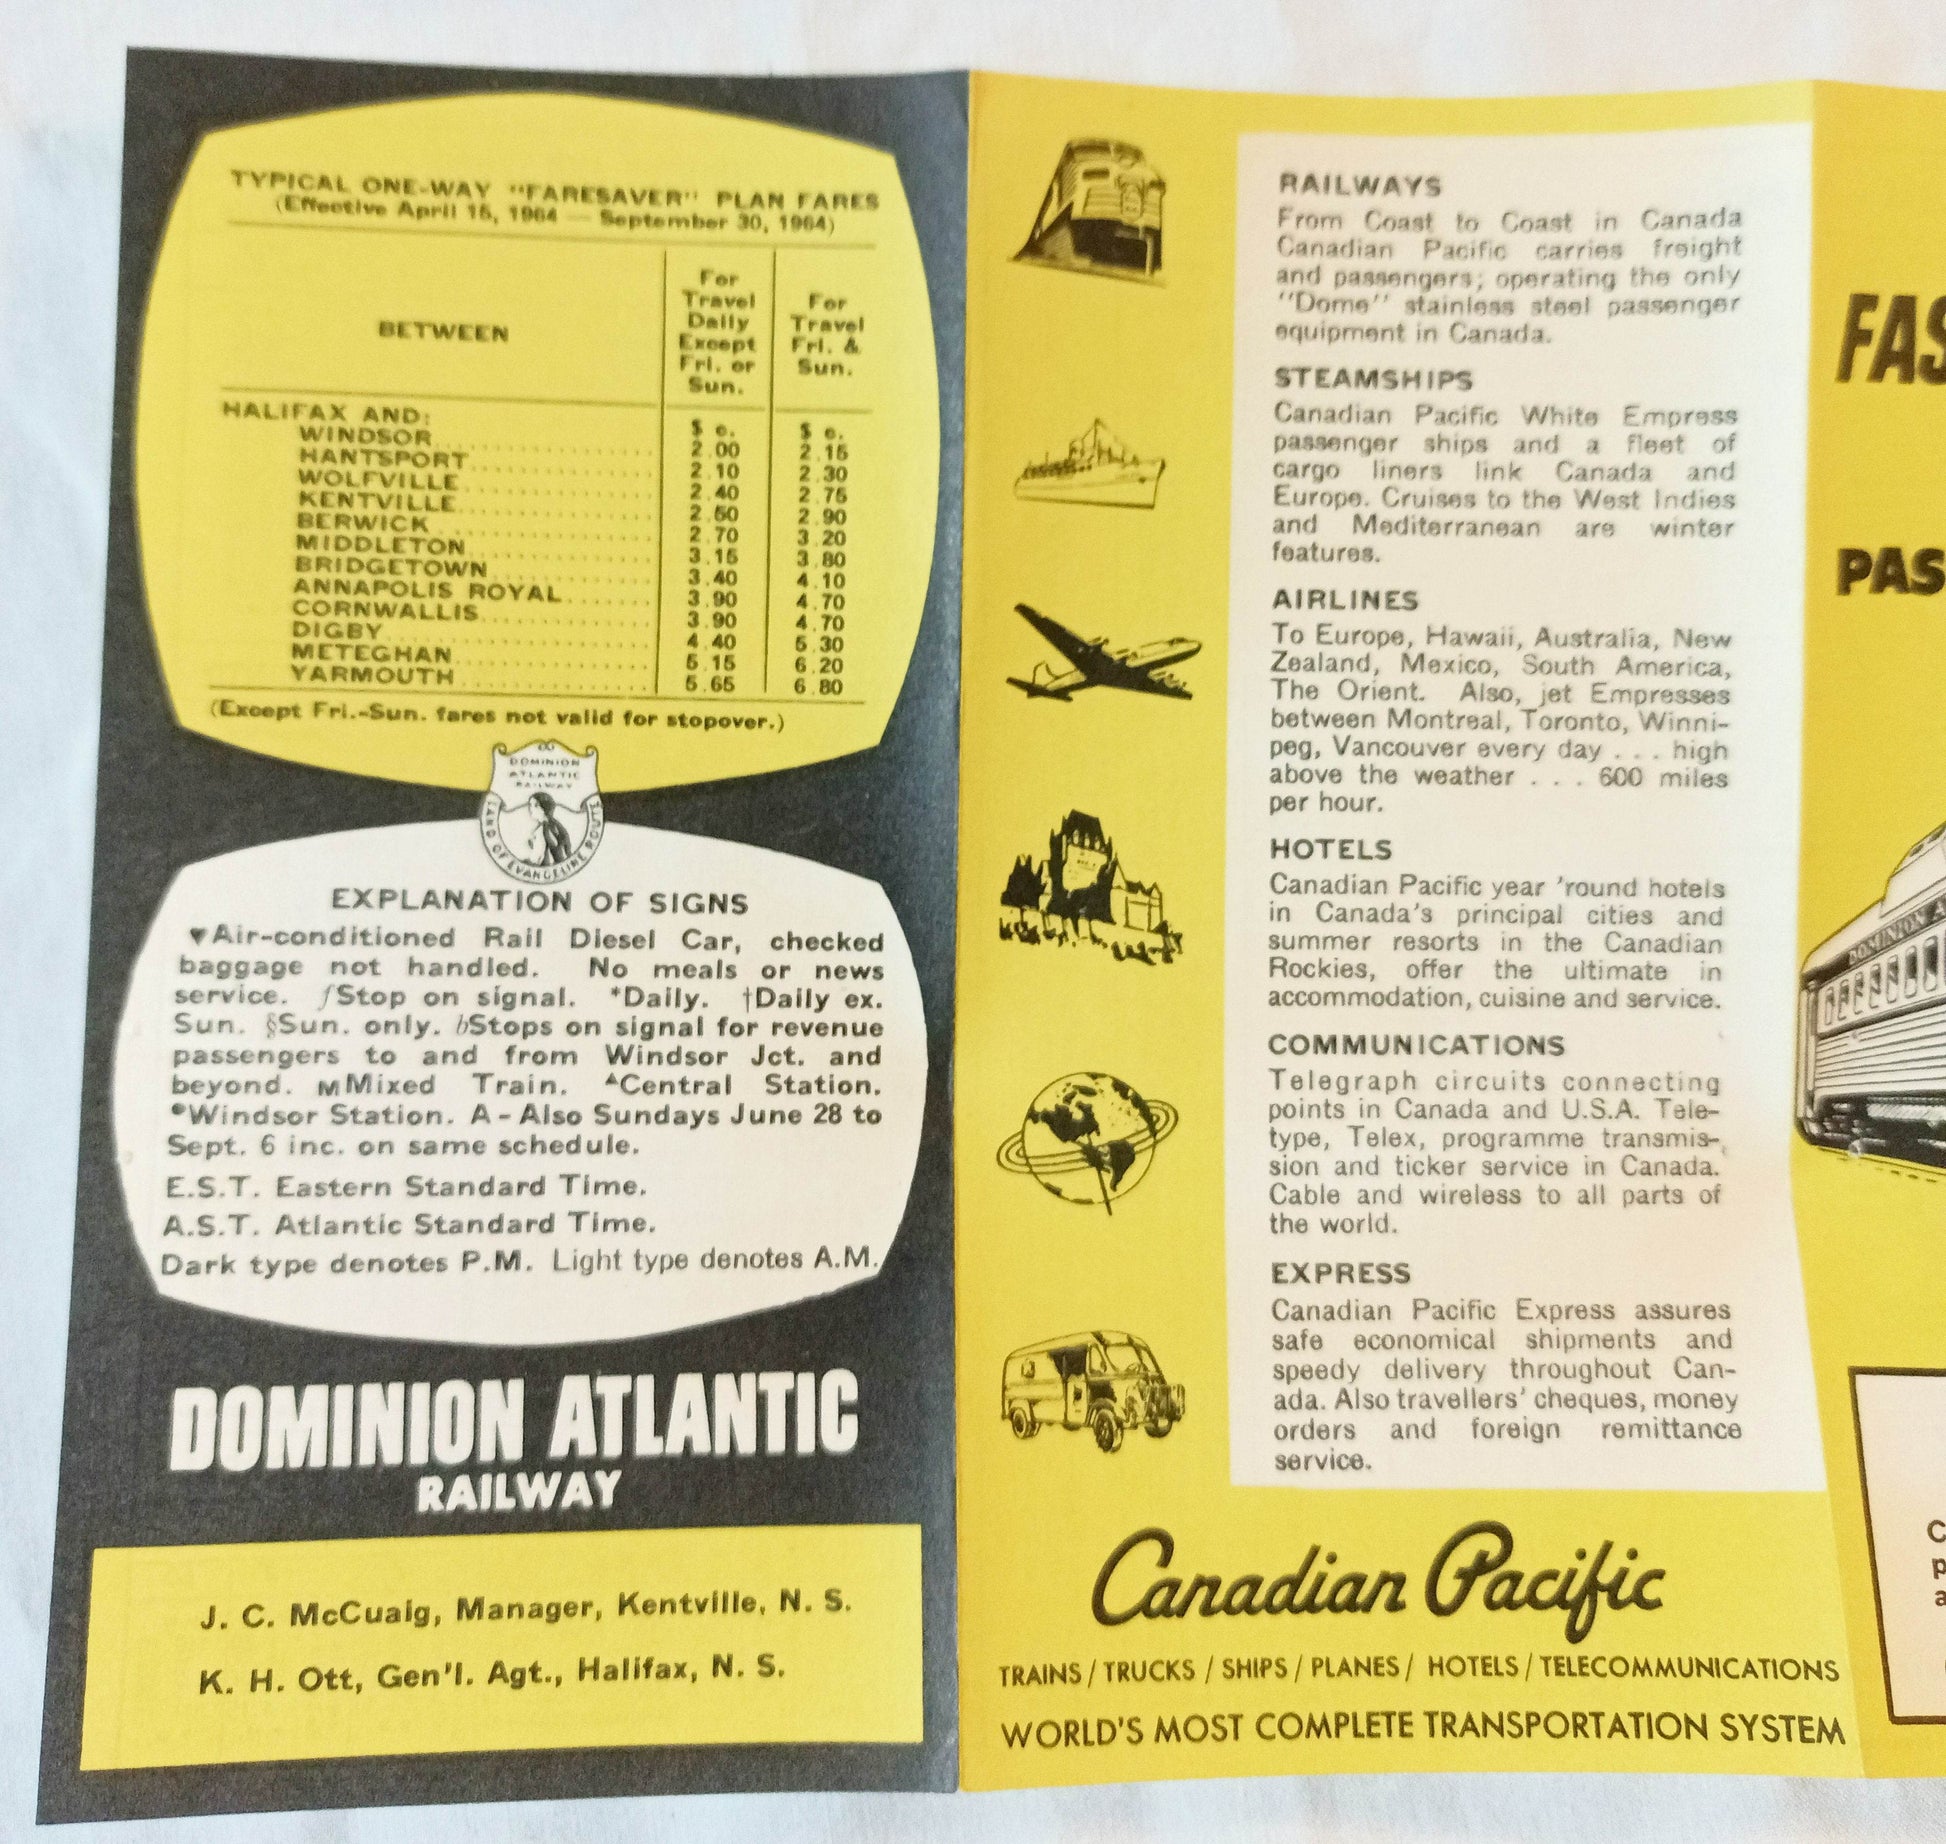 TYPICAL ONE-WAY "FARESAVER" PLAN FARES
(Effective April 15, 1964 — September 30, 1964)
BETWEEN
For Travel Daily Except Fri. or Sun.
For Travel Fri. & Sun.
HALIFAX AND: $ c. $ c.
WINDSOR 2.00 2.15
HANTSPORT 2.10 2.30
WOLFVILLE 2.40 2.75
KENTVILLE 2.50 2.90
BERWICK 2.70 3.20
MIDDLETON 3.15 3.80
BRIDGETOWN 3.40 4.10
ANNAPOLIS ROYAL 3.90 4.70
CORNWALLIS 3.90 4.70
DIGBY 4.40 5.30
METEGHAN 5.15 6.20
YARMOUTH 5.65 6.80
(Except Fri.-Sun. fares not valid for stopover.)
DOMINION
ATLANTIC
RAILWAY
LAND OF EVANGELINE ROUTE
EXPLANATION OF SIGNS
▼Air-conditioned Rail Diesel Car, checked
baggage not handled. No meals or news
service. fStop on signal. *Daily. †Daily ex.
Sun. §Sun. only. bStops on signal for revenue
passengers to and from Windsor Jct. and
beyond. MMixed Train. ▲Central Station.
●Windsor Station. A - Also Sundays June 28 to
Sept. 6 inc. on same schedule.
E.S.T. Eastern Standard Time.
A.S.T. Atlantic Standard Time.
Dark type denotes P.M. Light type denotes A.M.
DOMINION ATLANTIC
RAILWAY
J. C. McCuaig, Manager, Kentville, N. S.
K. H. Ott, Gen'l. Agt., Halifax, N. S.
RAILWAYS
From Coast to Coast in Canada
Canadian Pacific carries freight
and passengers; operating the only
"Dome" stainless steel passenger
equipment in Canada.
STEAMSHIPS
Canadian Pacific White Empress
passenger ships and a fleet of
cargo liners link Canada and
Europe. Cruises to the West Indies
and Mediterranean are winter
features.
AIRLINES
To Europe, Hawaii, Australia, New
Zealand, Mexico, South America,
The Orient. Also, jet Empresses
between Montreal, Toronto, Winni-
peg, Vancouver every day . . . high
above the weather . . . 600 miles
per hour.
HOTELS
Canadian Pacific year 'round hotels
in Canada's principal cities and
summer resorts in the Canadian
Rockies, offer the ultimate in
accommodation, cuisine and service.
COMMUNICATIONS
Telegraph circuits connecting
points in Canada and U.S.A. Tele-
type, Telex, programme transmis-
sion and ticker service in Canada.
Cable and wireless to all parts of
the world.
EXPRESS
Canadian Pacific Express assures
safe economical shipments and
speedy delivery throughout Can-
ada. Also travellers' cheques, money
orders and foreign remittance
service.
Canadian Pacific
TRAINS / TRUCKS / SHIPS / PLANES / HOTELS / TELECOMMUNICATIONS
WORLD'S MOST COMPLETE TRANSPORTATION SYSTEM
FAS
PAS
DOMINION A
C
p
a